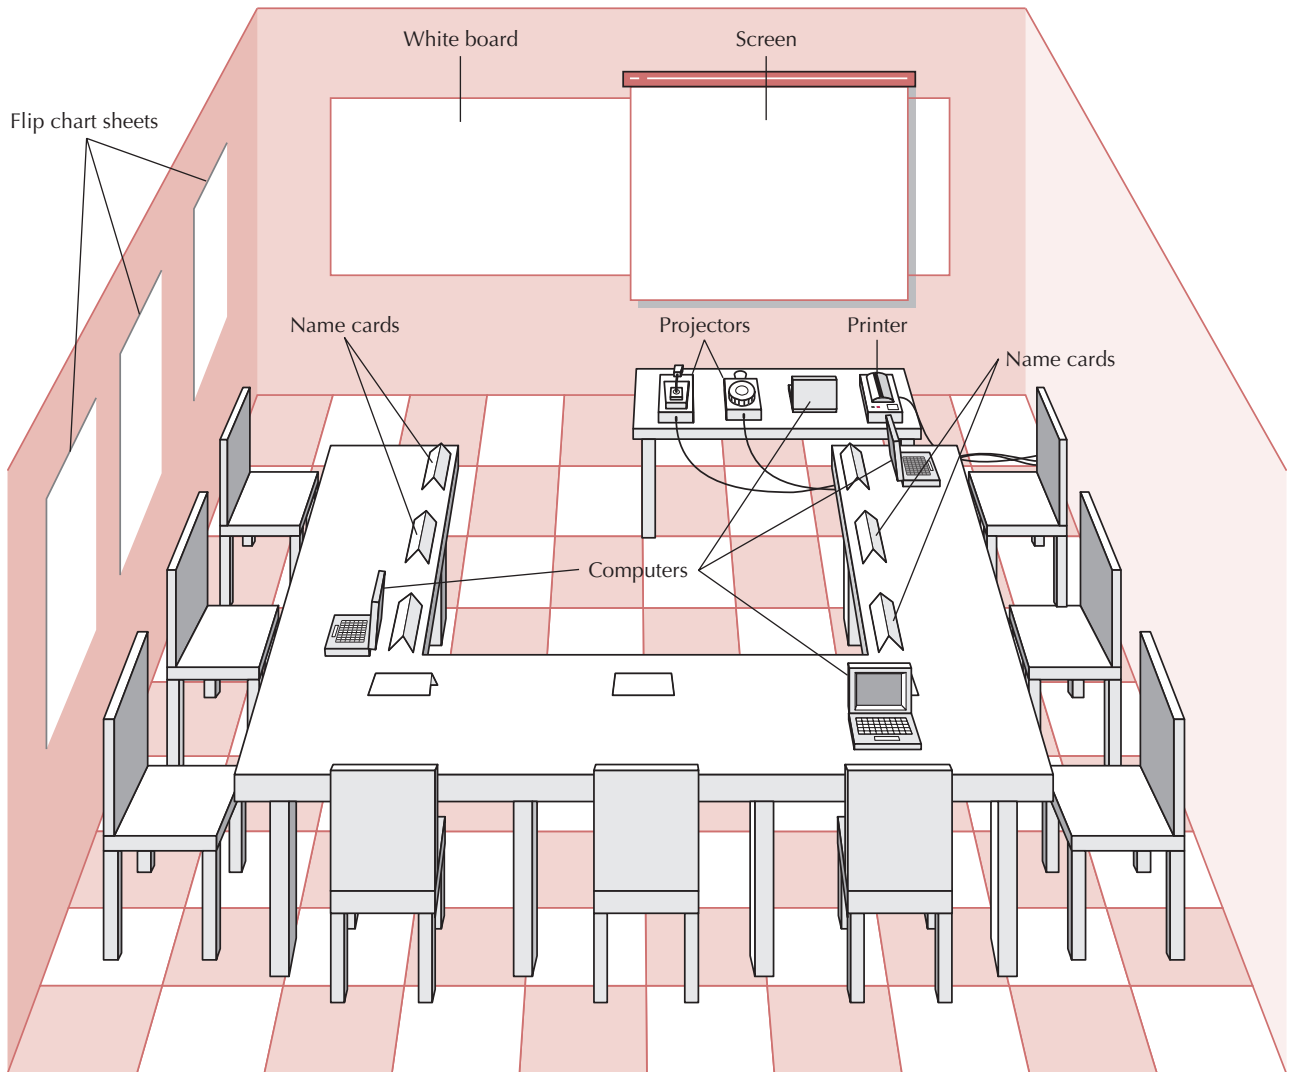 White board
Screen
Flip chart sheets
Name cards
Projectors
Printer
Name cards
Computers